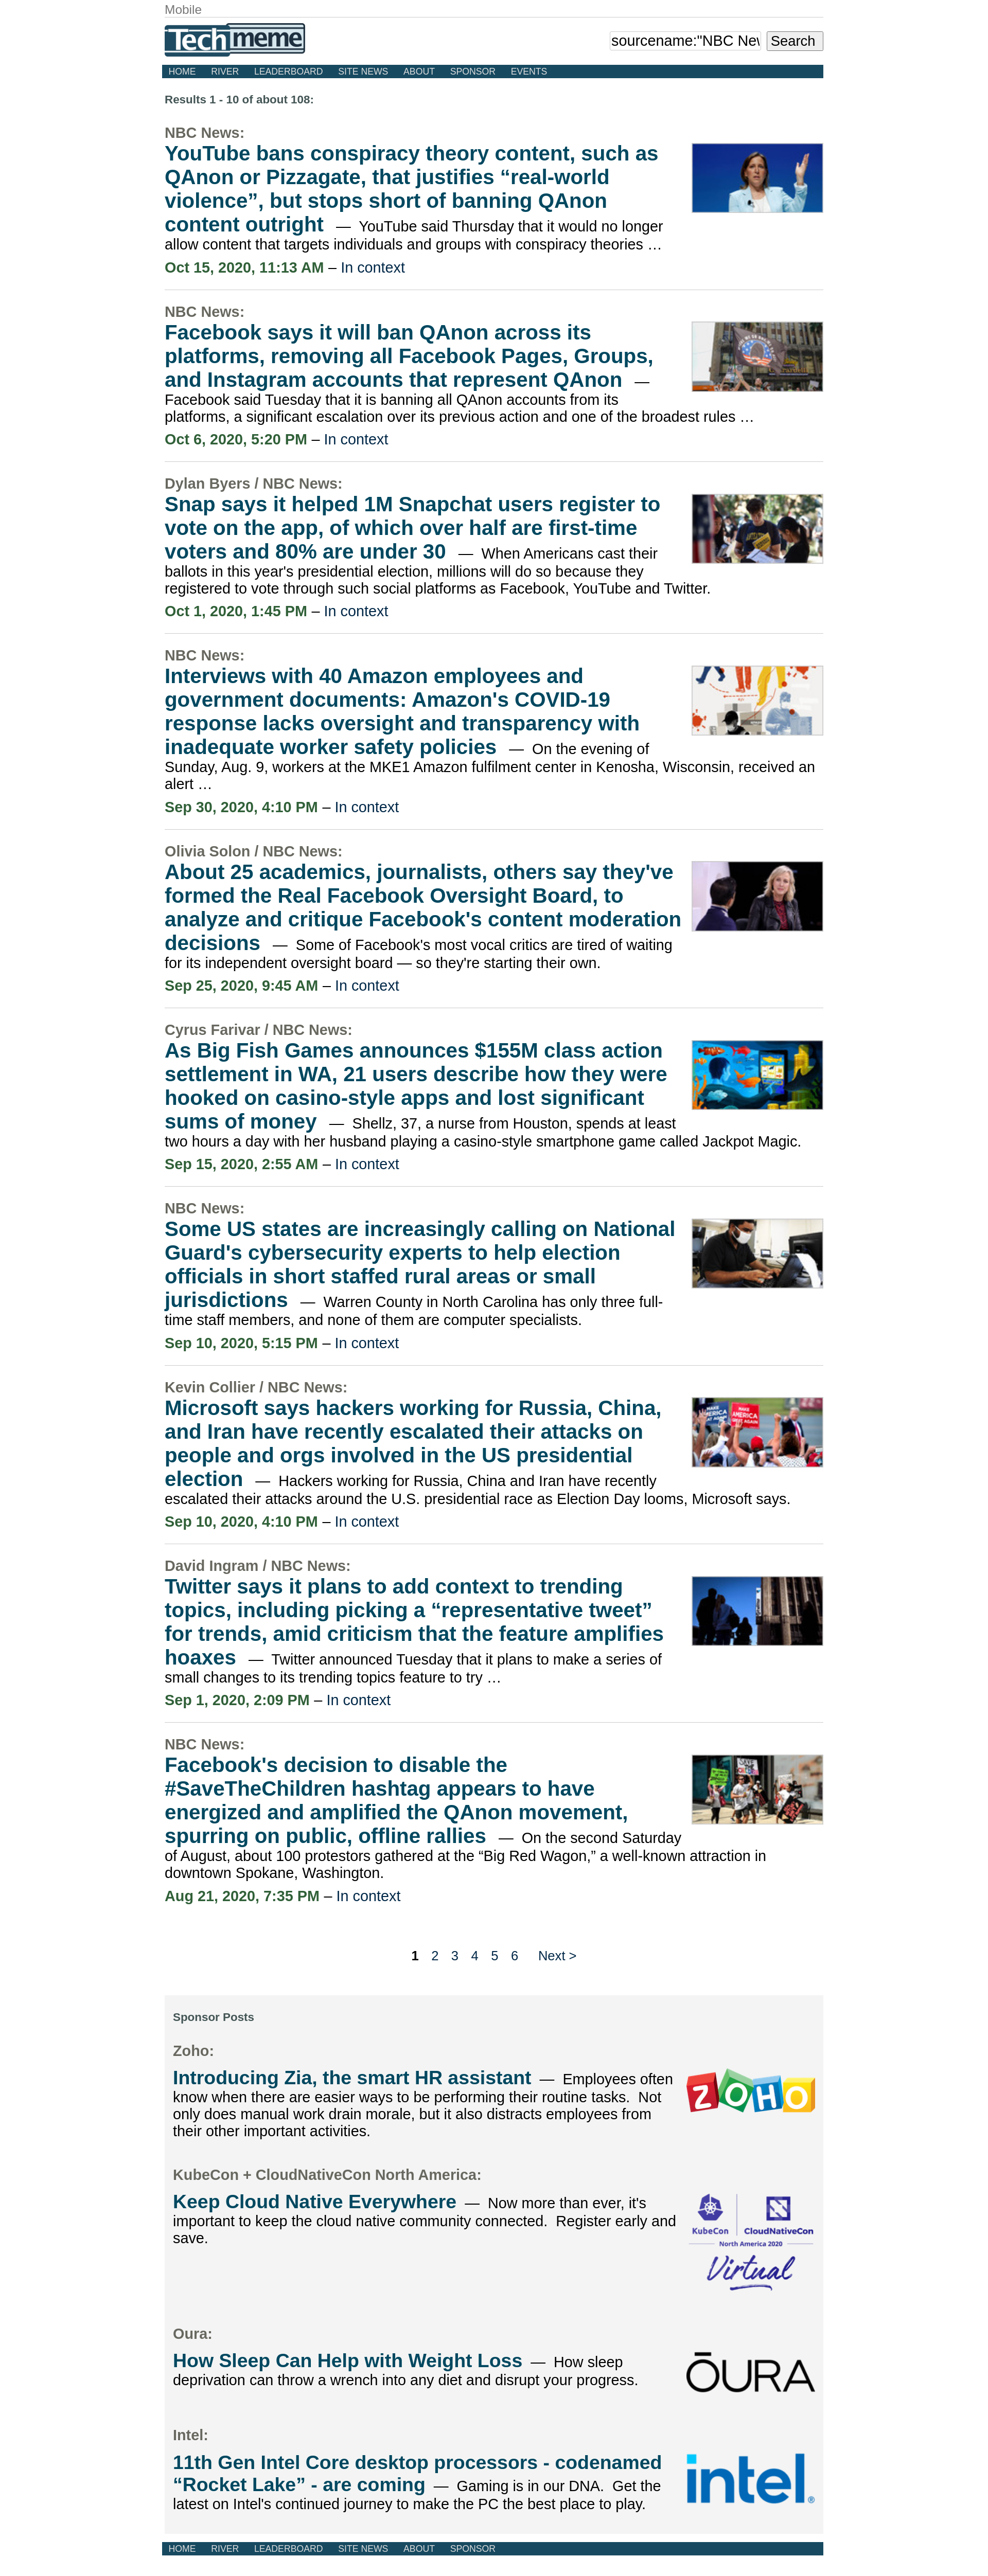 Mobile
Techmeme
sourcename:"NBC Nev
Search
HOME RIVER LEADERBOARD SITE NEWS ABOUT SPONSOR EVENTS
Results 1 - 10 of about 108:
NBC News:
YouTube bans conspiracy theory content, such as
QAnon or Pizzagate, that justifies “real-world
violence”, but stops short of banning QAnon
content outright — YouTube said Thursday that it would no longer
allow content that targets individuals and groups with conspiracy theories …
Oct 15, 2020, 11:13 AM – In context
NBC News:
Facebook says it will ban QAnon across its
platforms, removing all Facebook Pages, Groups,
and Instagram accounts that represent QAnon —
Facebook said Tuesday that it is banning all QAnon accounts from its
platforms, a significant escalation over its previous action and one of the broadest rules …
Oct 6, 2020, 5:20 PM – In context
Dylan Byers / NBC News:
Snap says it helped 1M Snapchat users register to
vote on the app, of which over half are first-time
voters and 80% are under 30 — When Americans cast their
ballots in this year's presidential election, millions will do so because they
registered to vote through such social platforms as Facebook, YouTube and Twitter.
Oct 1, 2020, 1:45 PM – In context
NBC News:
Interviews with 40 Amazon employees and
government documents: Amazon's COVID-19
response lacks oversight and transparency with
inadequate worker safety policies — On the evening of
Sunday, Aug. 9, workers at the MKE1 Amazon fulfilment center in Kenosha, Wisconsin, received an
alert …
Sep 30, 2020, 4:10 PM – In context
Olivia Solon / NBC News:
About 25 academics, journalists, others say they've
formed the Real Facebook Oversight Board, to
analyze and critique Facebook's content moderation
decisions — Some of Facebook's most vocal critics are tired of waiting
for its independent oversight board — so they're starting their own.
Sep 25, 2020, 9:45 AM – In context
Cyrus Farivar / NBC News:
As Big Fish Games announces $155M class action
settlement in WA, 21 users describe how they were
hooked on casino-style apps and lost significant
sums of money — Shellz, 37, a nurse from Houston, spends at least
two hours a day with her husband playing a casino-style smartphone game called Jackpot Magic.
Sep 15, 2020, 2:55 AM – In context
NBC News:
Some US states are increasingly calling on National
Guard's cybersecurity experts to help election
officials in short staffed rural areas or small
jurisdictions — Warren County in North Carolina has only three full-
time staff members, and none of them are computer specialists.
Sep 10, 2020, 5:15 PM – In context
Kevin Collier / NBC News:
Microsoft says hackers working for Russia, China,
and Iran have recently escalated their attacks on
people and orgs involved in the US presidential
election — Hackers working for Russia, China and Iran have recently
escalated their attacks around the U.S. presidential race as Election Day looms, Microsoft says.
Sep 10, 2020, 4:10 PM – In context
David Ingram / NBC News:
Twitter says it plans to add context to trending
topics, including picking a “representative tweet”
for trends, amid criticism that the feature amplifies
hoaxes — Twitter announced Tuesday that it plans to make a series of
small changes to its trending topics feature to try …
Sep 1, 2020, 2:09 PM – In context
NBC News:
Facebook's decision to disable the
#SaveTheChildren hashtag appears to have
energized and amplified the QAnon movement,
spurring on public, offline rallies — On the second Saturday
of August, about 100 protestors gathered at the “Big Red Wagon,” a well-known attraction in
downtown Spokane, Washington.
Aug 21, 2020, 7:35 PM – In context
1 2 3 4 5 6 Next >
Sponsor Posts
Zoho:
Introducing Zia, the smart HR assistant — Employees often
know when there are easier ways to be performing their routine tasks. Not
only does manual work drain morale, but it also distracts employees from
their other important activities.
ZOHO
KubeCon + CloudNativeCon North America:
Keep Cloud Native Everywhere — Now more than ever, it's
important to keep the cloud native community connected. Register early and
save.
KubeCon CloudNativeCon
North America 2020
Virtual
Oura:
How Sleep Can Help with Weight Loss — How sleep
deprivation can throw a wrench into any diet and disrupt your progress.
ŌURA
Intel:
11th Gen Intel Core desktop processors - codenamed
“Rocket Lake” - are coming — Gaming is in our DNA. Get the
latest on Intel's continued journey to make the PC the best place to play.
intel®
HOME RIVER LEADERBOARD SITE NEWS ABOUT SPONSOR